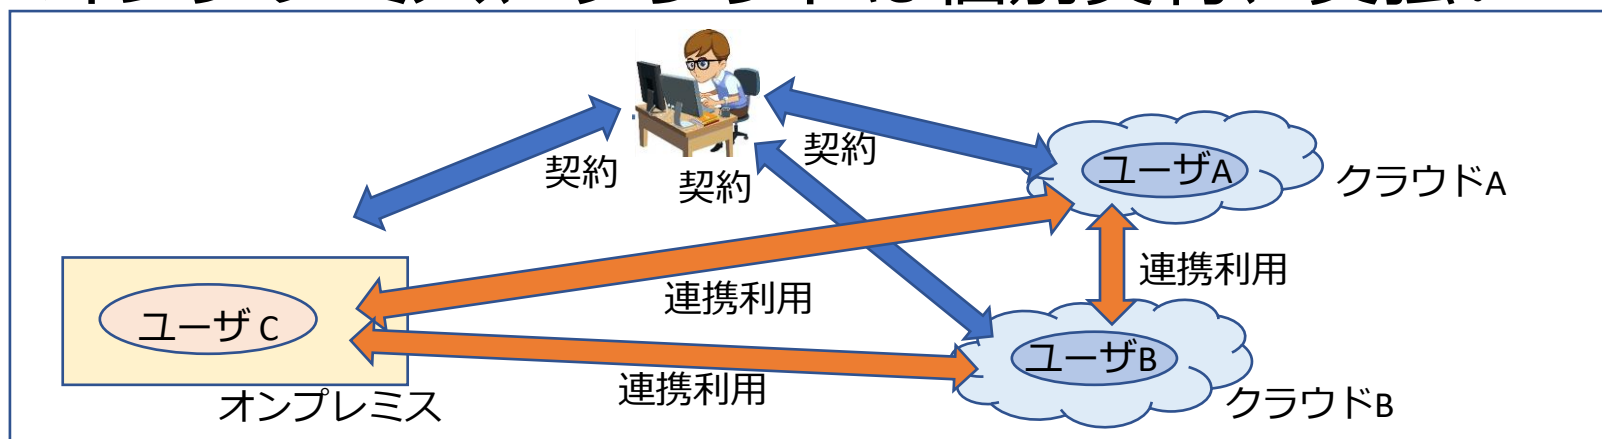 契約
契約
契約
ユーザA
クラウドA
連携利用
連携利用
ユーザ C
ユーザB
連携利用
オンプレミス
クラウドB